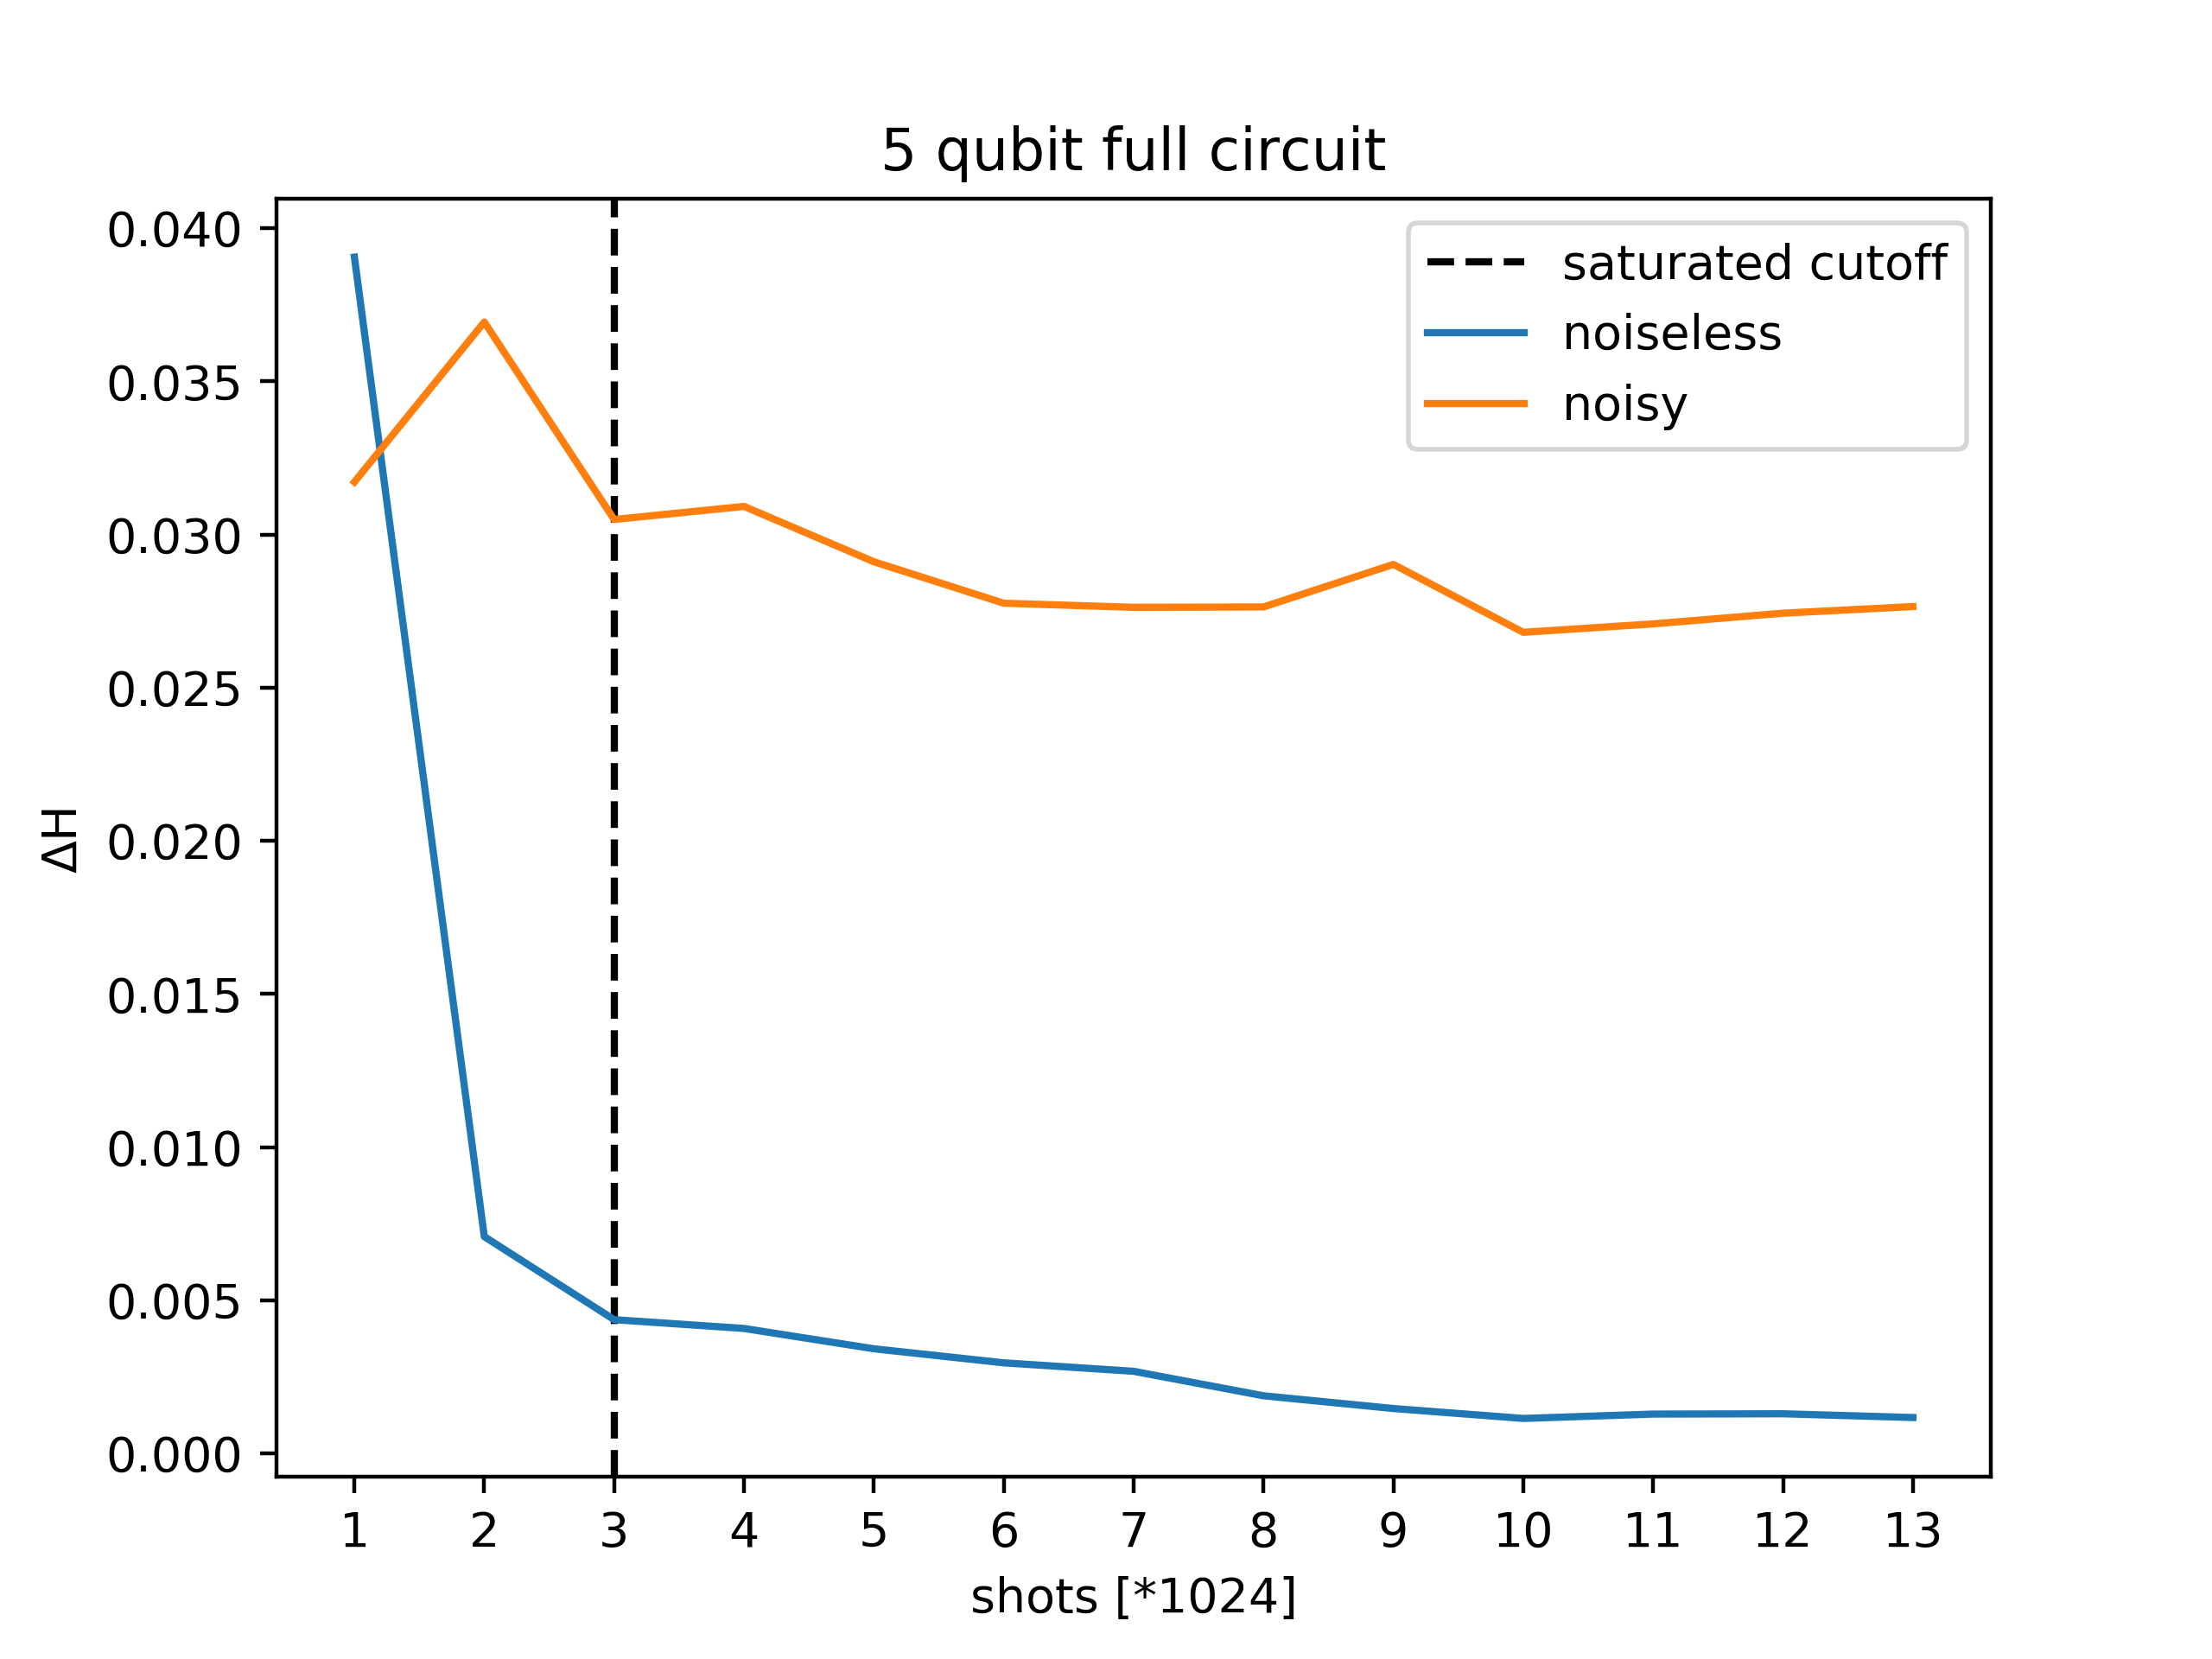 5 qubit full circuit
saturated cutoff
noiseless
noisy
0.040
0.035
0.030
0.025
0.020
0.015
0.010
0.005
0.000
ΔH
1 2 3 4 5 6 7 8 9 10 11 12 13
shots [*1024]